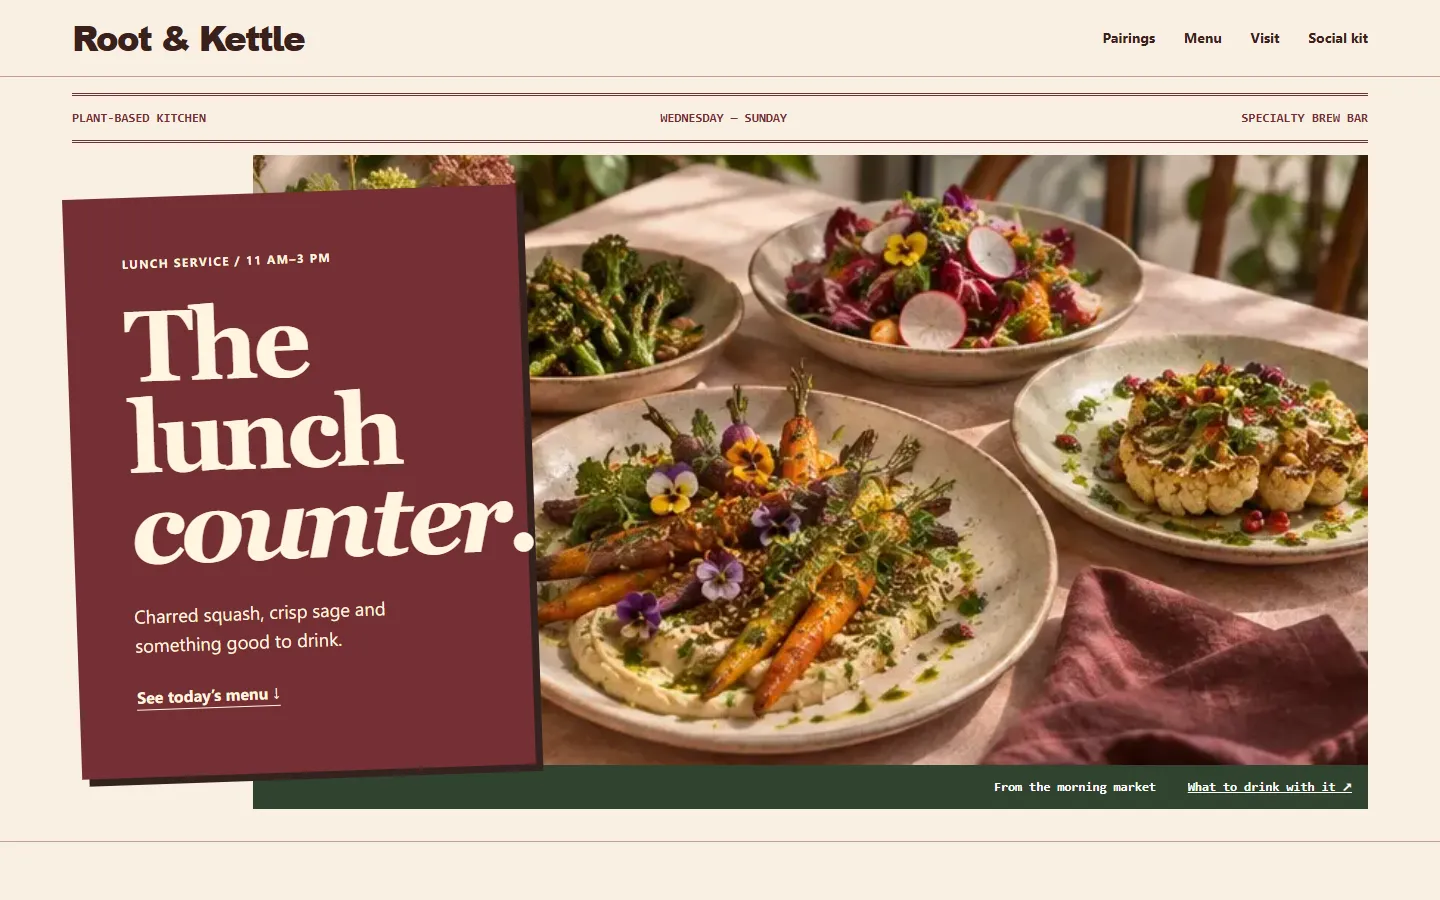 Root & Kettle
Pairings Menu Visit Social kit
PLANT-BASED KITCHEN WEDNESDAY — SUNDAY SPECIALTY BREW BAR
LUNCH SERVICE / 11 AM–3 PM
The
lunch
counter.
Charred squash, crisp sage and
something good to drink.
See today’s menu ↓
From the morning market What to drink with it ↗